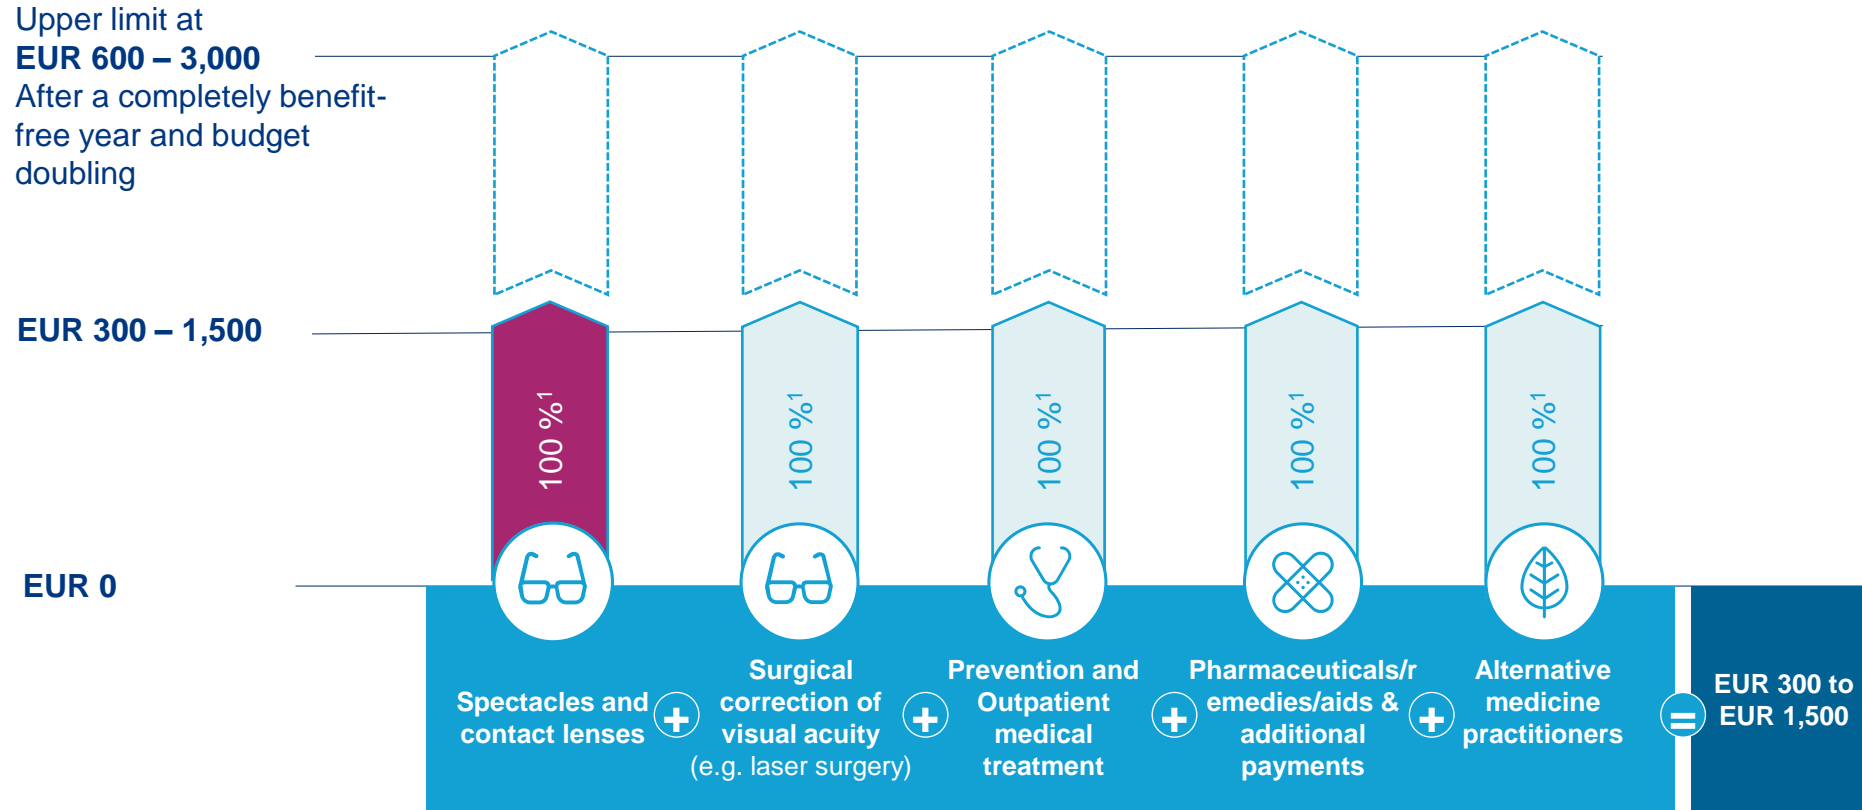 Upper limit at
EUR 600 – 3,000
After a completely benefit-
free year and budget
doubling
EUR 300 – 1,500
100 %¹
100 %¹
100 %¹
100 %¹
100 %¹
EUR 0
Spectacles and
contact lenses
+
Surgical
correction of
visual acuity
(e.g. laser surgery)
+
Prevention and
Outpatient
medical
treatment
+
Pharmaceuticals/r
emedies/aids &
additional
payments
+
Alternative
medicine
practitioners
=
EUR 300 to
EUR 1,500